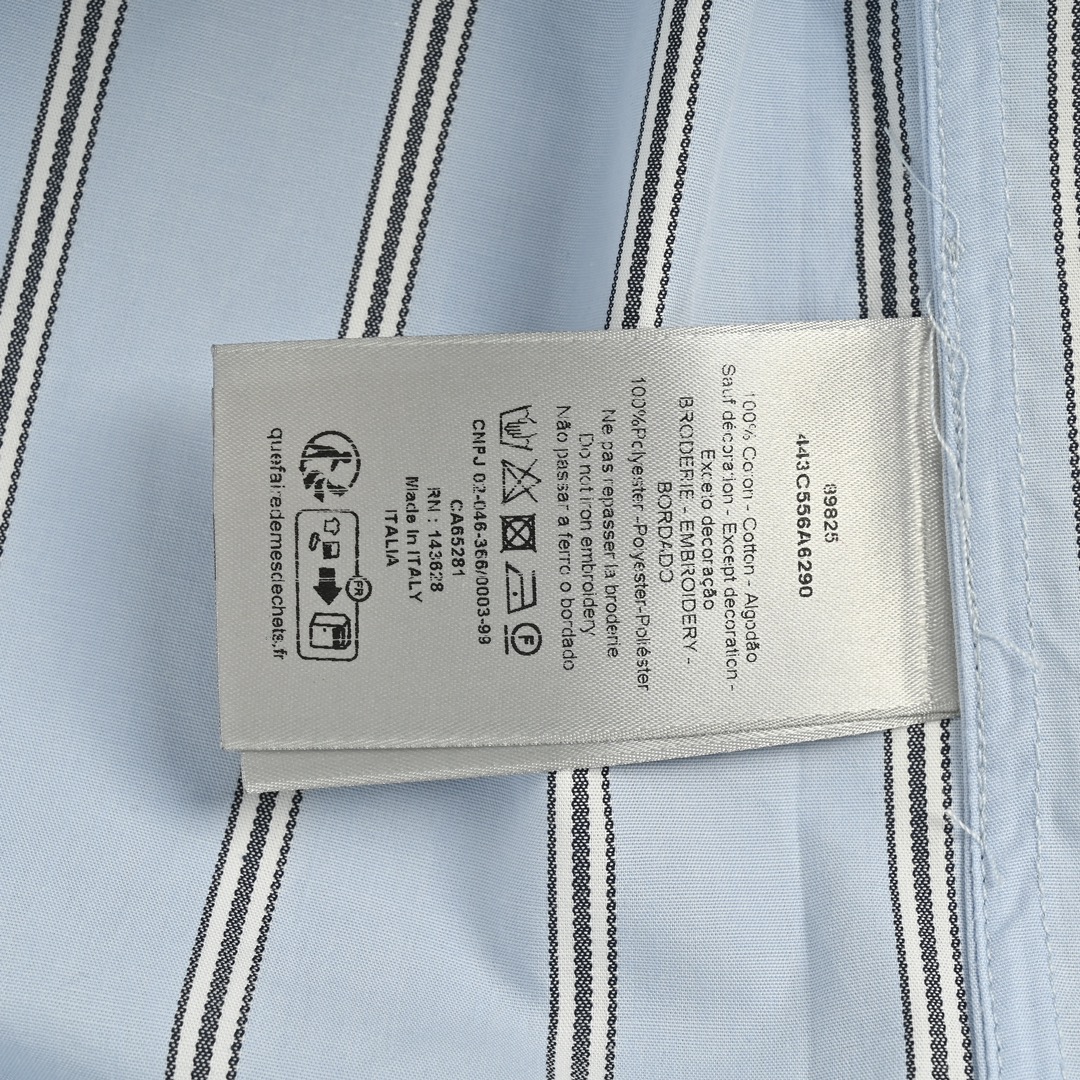 89825
443C556A6290
100% Coton - Cotton - Algodão
Sauf décoration - Except decoration -
Exceto decoração
BRODERIE - EMBROIDERY -
BORDADO
100%Polyester -Polyester-Poliéster
Ne pas repasser la broderie
Do not iron embroidery
Não passar a ferro o bordado
F
CNPJ 02-046-366/0003-99
CA65281
RN : 143628
Made in ITALY
ITALIA
FR
quefairedemesdechets.fr